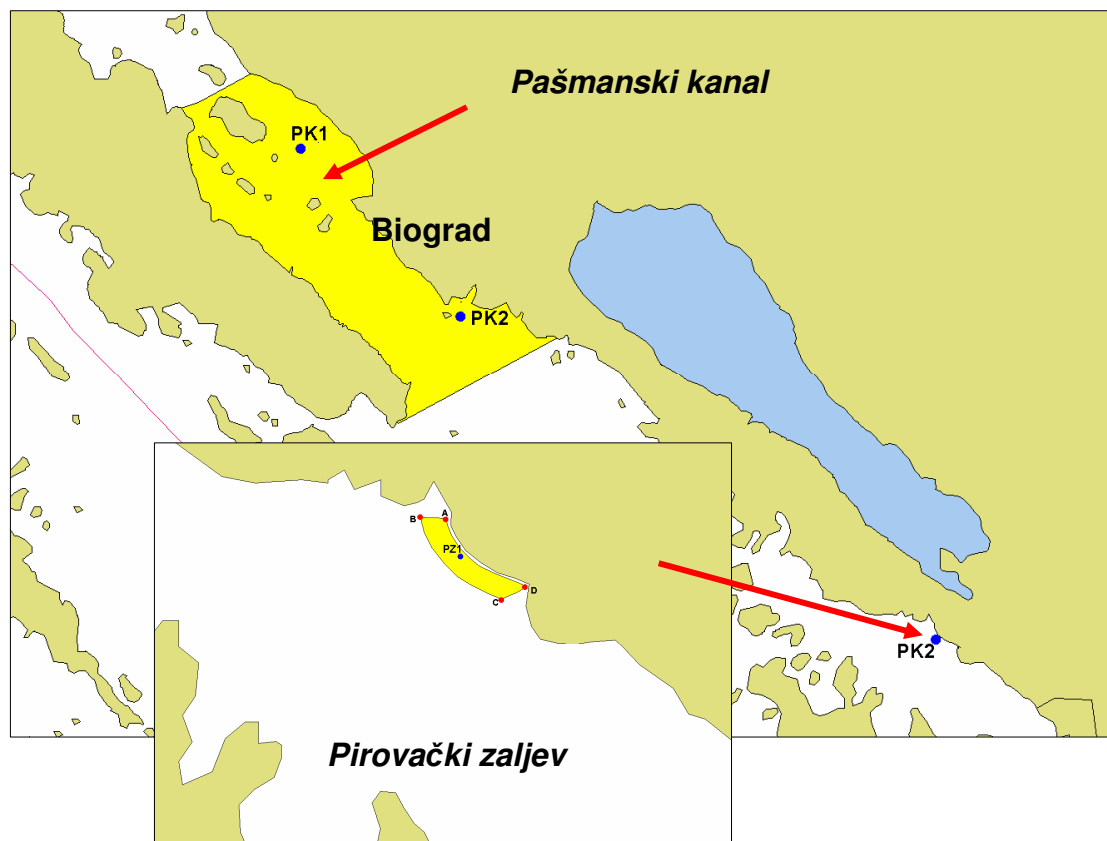 Pašmanski kanal
PK1
Biograd
PK2
B
A
PZ1
D
C
PK2
Pirovački zaljev